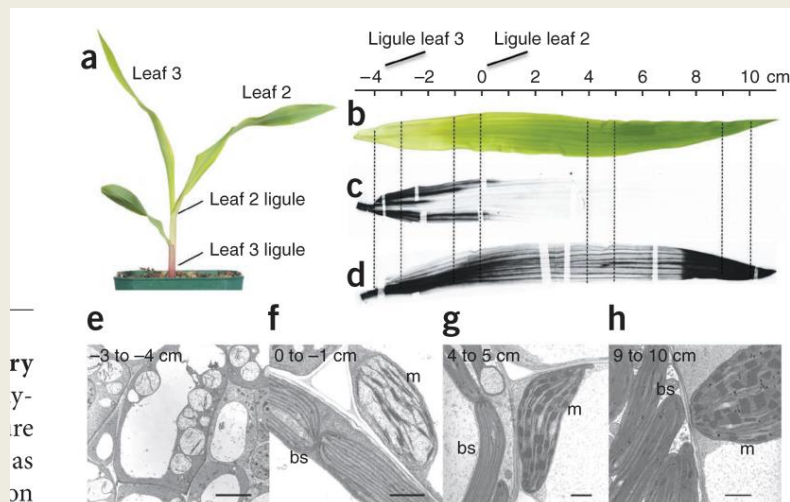 a
Leaf 3
Leaf 2
Leaf 2 ligule
Leaf 3 ligule
Ligule leaf 3
Ligule leaf 2
–4 –2 0 2 4 6 8 10 cm
b
c
d
e
–3 to –4 cm
f
0 to –1 cm
m
bs
g
4 to 5 cm
m
bs
h
9 to 10 cm
bs
m
ry
y-
re
as
on